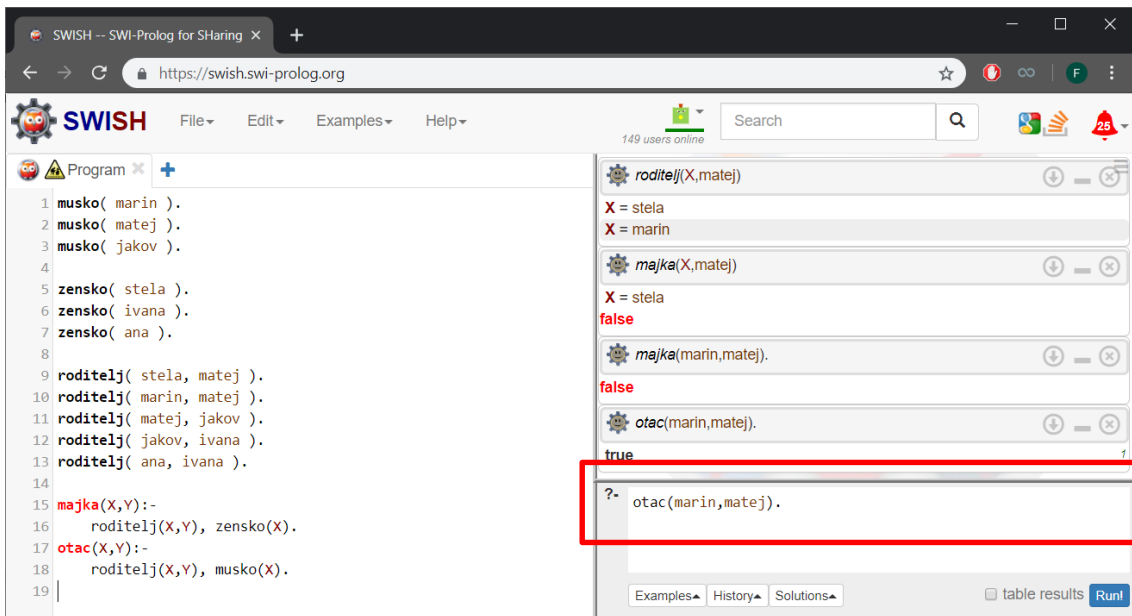 SWISH -- SWI-Prolog for SHaring
https://swish.swi-prolog.org
F
SWISH File Edit Examples Help
149 users online
Search
25
Program
1 musko( marin ).
2 musko( matej ).
3 musko( jakov ).
4
5 zensko( stela ).
6 zensko( ivana ).
7 zensko( ana ).
8
9 roditelj( stela, matej ).
10 roditelj( marin, matej ).
11 roditelj( matej, jakov ).
12 roditelj( jakov, ivana ).
13 roditelj( ana, ivana ).
14
15 majka(X,Y):-
16 roditelj(X,Y), zensko(X).
17 otac(X,Y):-
18 roditelj(X,Y), musko(X).
19
roditelj(X,matej)
X = stela
X = marin
majka(X,matej)
X = stela
false
majka(marin,matej).
false
otac(marin,matej).
true 1
?- otac(marin,matej).
Examples History Solutions table results Run!